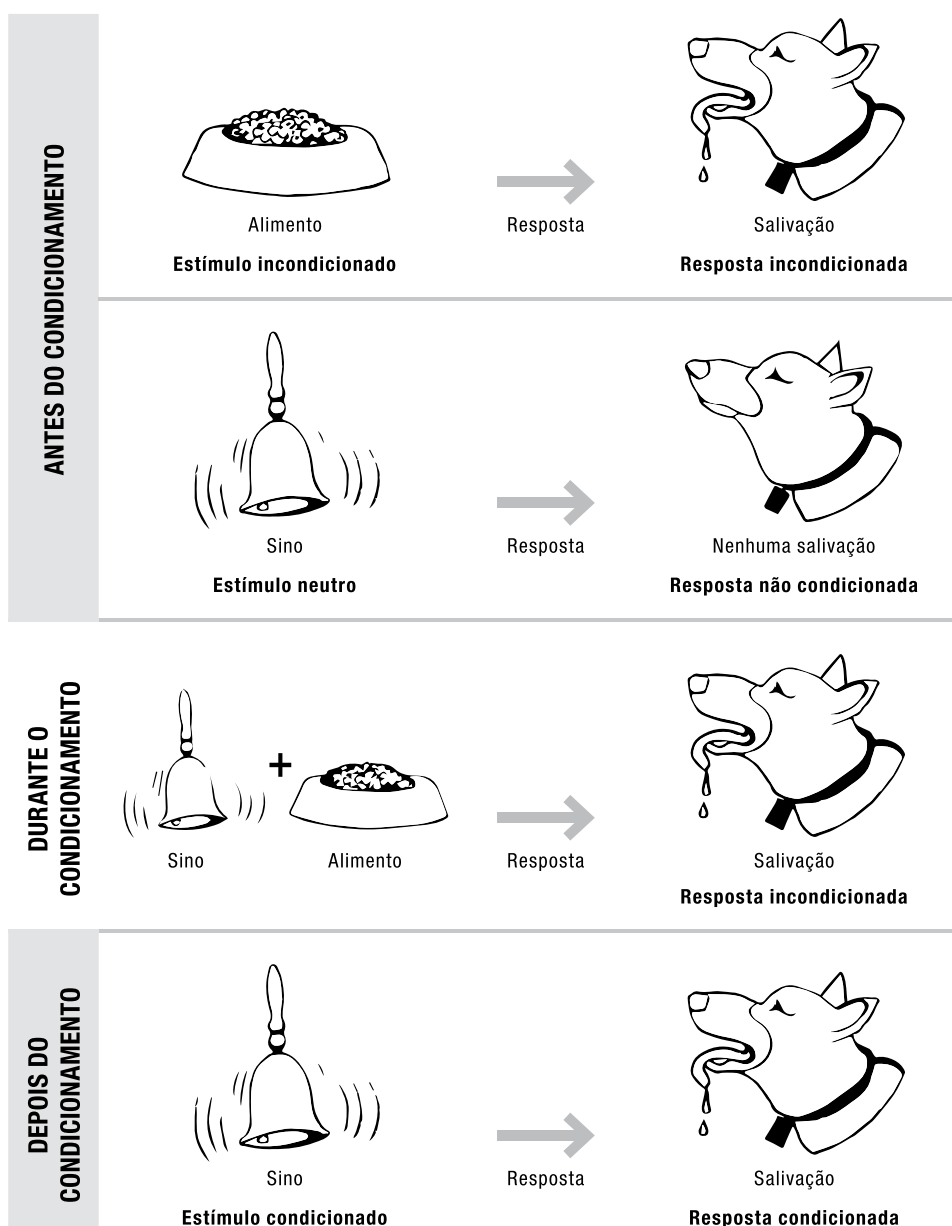 ANTES DO CONDICIONAMENTO
Alimento
Resposta
Salivação
Estímulo incondicionado
Resposta incondicionada
Sino
Resposta
Nenhuma salivação
Estímulo neutro
Resposta não condicionada
DURANTE O
CONDICIONAMENTO
+
Sino
Alimento
Resposta
Salivação
Resposta incondicionada
DEPOIS DO
CONDICIONAMENTO
Sino
Resposta
Salivação
Estímulo condicionado
Resposta condicionada